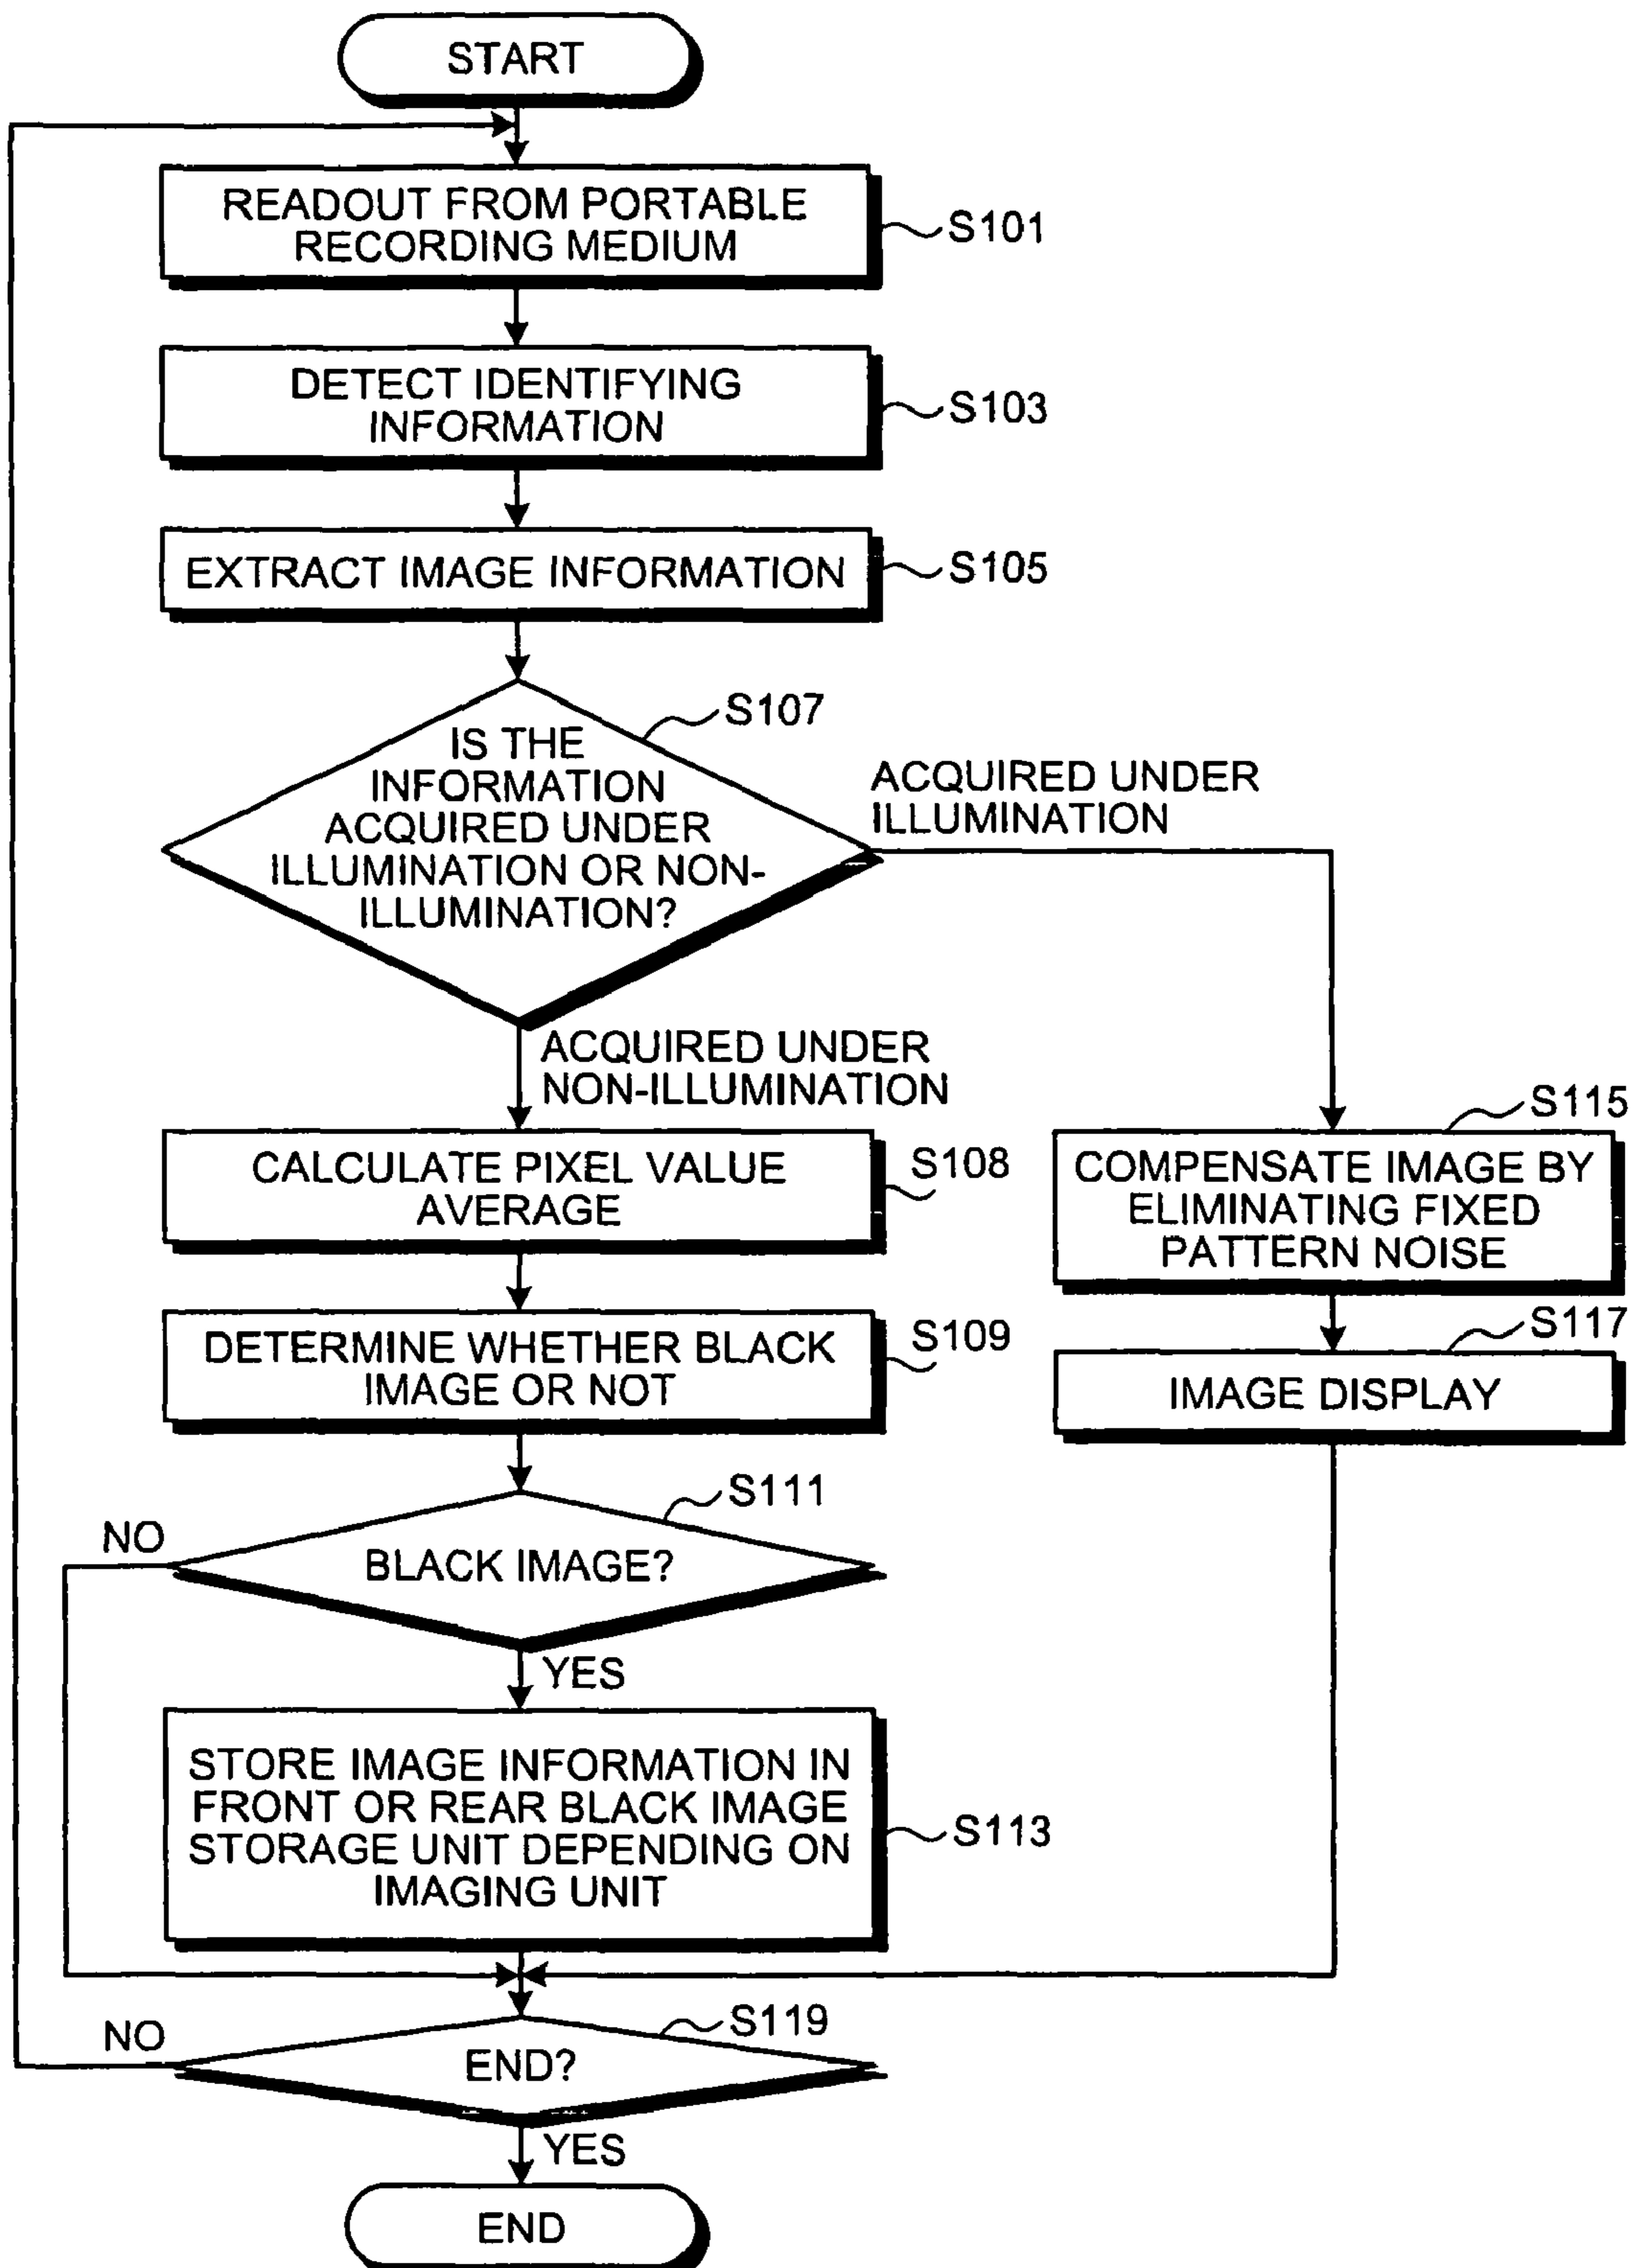 START
READOUT FROM PORTABLE
RECORDING MEDIUM
S101
DETECT IDENTIFYING
INFORMATION
S103
EXTRACT IMAGE INFORMATION
S105
S107
IS THE
INFORMATION
ACQUIRED UNDER
ILLUMINATION OR NON-
ILLUMINATION?
ACQUIRED UNDER
ILLUMINATION
ACQUIRED UNDER
NON-ILLUMINATION
CALCULATE PIXEL VALUE
AVERAGE
S108
S115
COMPENSATE IMAGE BY
ELIMINATING FIXED
PATTERN NOISE
DETERMINE WHETHER BLACK
IMAGE OR NOT
S109
S117
IMAGE DISPLAY
S111
NO
BLACK IMAGE?
YES
STORE IMAGE INFORMATION IN
FRONT OR REAR BLACK IMAGE
STORAGE UNIT DEPENDING ON
IMAGING UNIT
S113
S119
NO
END?
YES
END